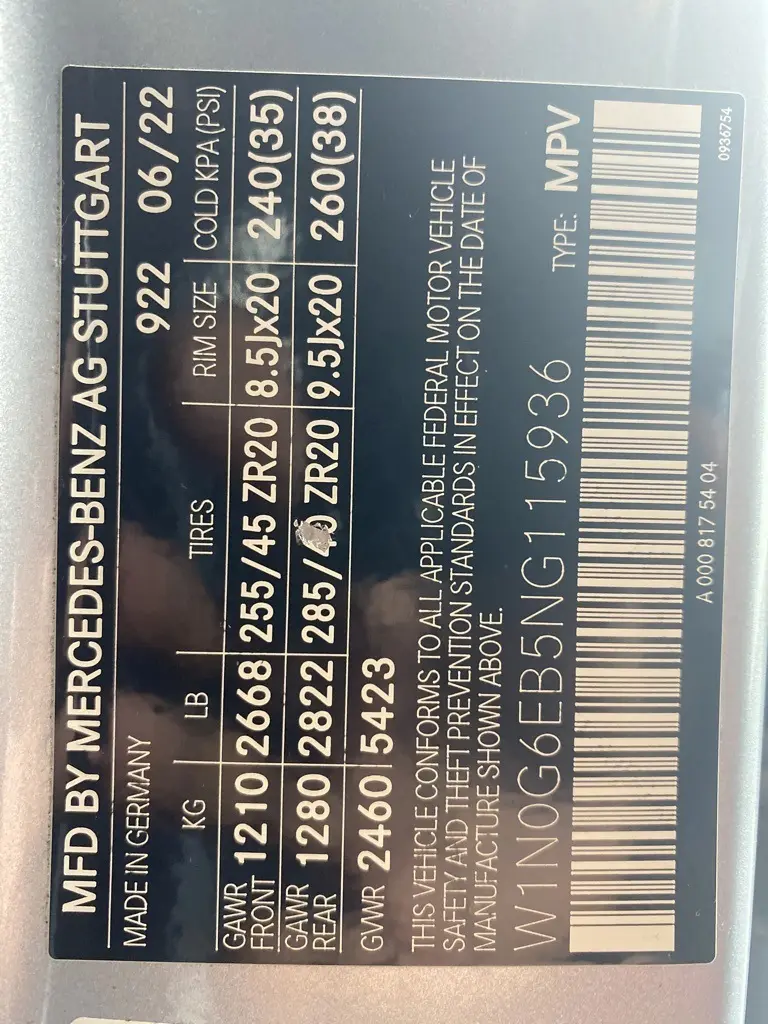 MFD BY MERCEDES-BENZ AG STUTTGART
MADE IN GERMANY 922 06/22
KG LB TIRES RIM SIZE COLD KPA(PSI)
GAWR FRONT 1210 2668 255/45 ZR20 8.5Jx20 240(35)
GAWR REAR 1280 2822 285/40 ZR20 9.5Jx20 260(38)
GVWR 2460 5423
THIS VEHICLE CONFORMS TO ALL APPLICABLE FEDERAL MOTOR VEHICLE
SAFETY AND THEFT PREVENTION STANDARDS IN EFFECT ON THE DATE OF
MANUFACTURE SHOWN ABOVE.
W1N0G6EB5NG115936 TYPE: MPV
A 000 817 54 04 0936754